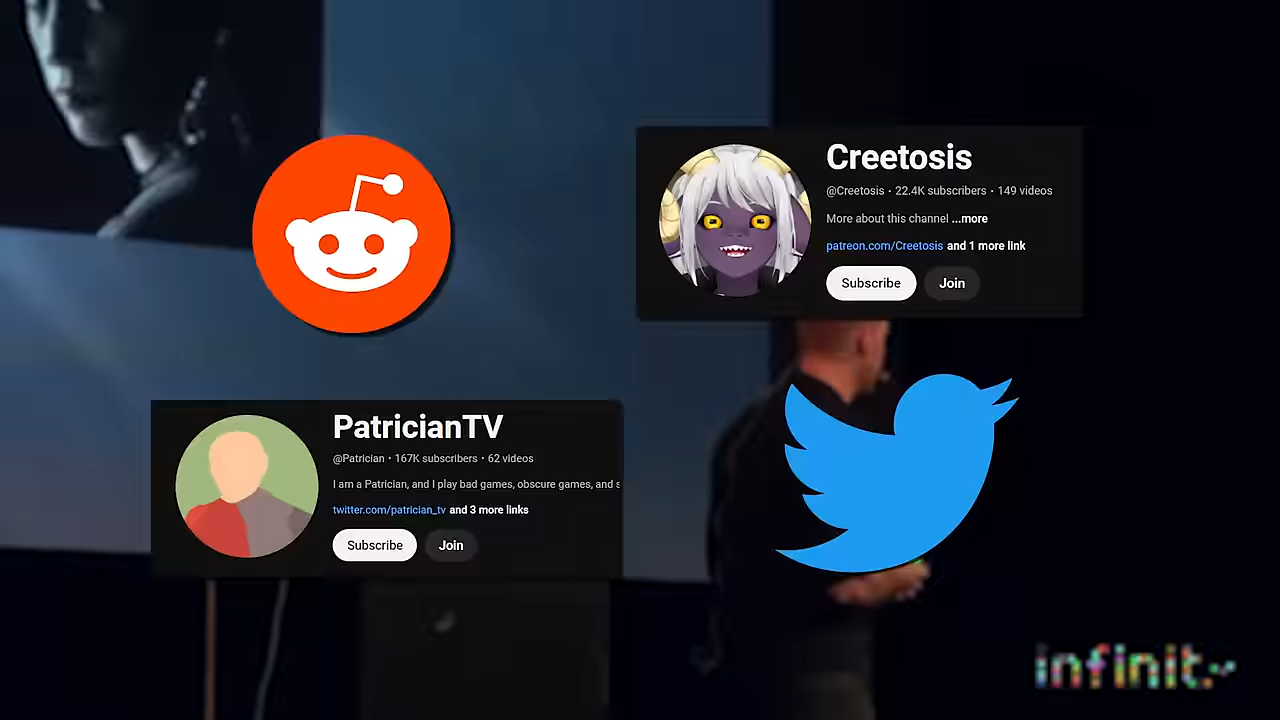 Creetosis
@Creetosis • 22.4K subscribers • 149 videos
More about this channel ...more
patreon.com/Creetosis and 1 more link
Subscribe Join
PatricianTV
@Patrician • 167K subscribers • 62 videos
I am a Patrician, and I play bad games, obscure games, and s
twitter.com/patrician_tv and 3 more links
Subscribe Join
infinit